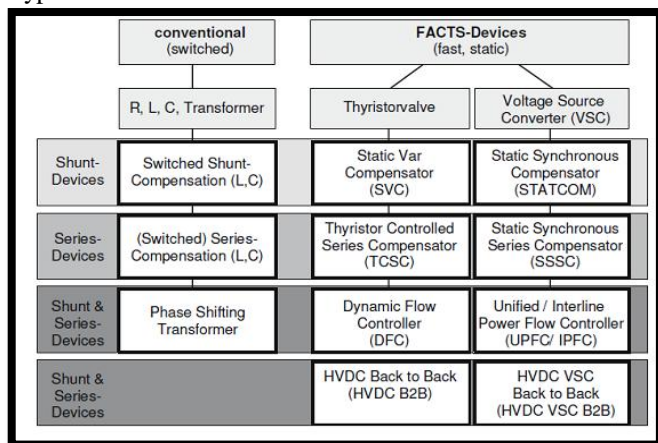 conventional
(switched)
FACTS-Devices
(fast, static)
R, L, C, Transformer
Thyristorvalve
Voltage Source
Converter (VSC)
Shunt-
Devices
Switched Shunt-
Compensation (L,C)
Static Var
Compensator
(SVC)
Static Synchronous
Compensator
(STATCOM)
Series-
Devices
(Switched) Series-
Compensation (L,C)
Thyristor Controlled
Series Compensator
(TCSC)
Static Synchronous
Series Compensator
(SSSC)
Shunt &
Series-
Devices
Phase Shifting
Transformer
Dynamic Flow
Controller
(DFC)
Unified / Interline
Power Flow Controller
(UPFC/ IPFC)
Shunt &
Series-
Devices
HVDC Back to Back
(HVDC B2B)
HVDC VSC
Back to Back
(HVDC VSC B2B)